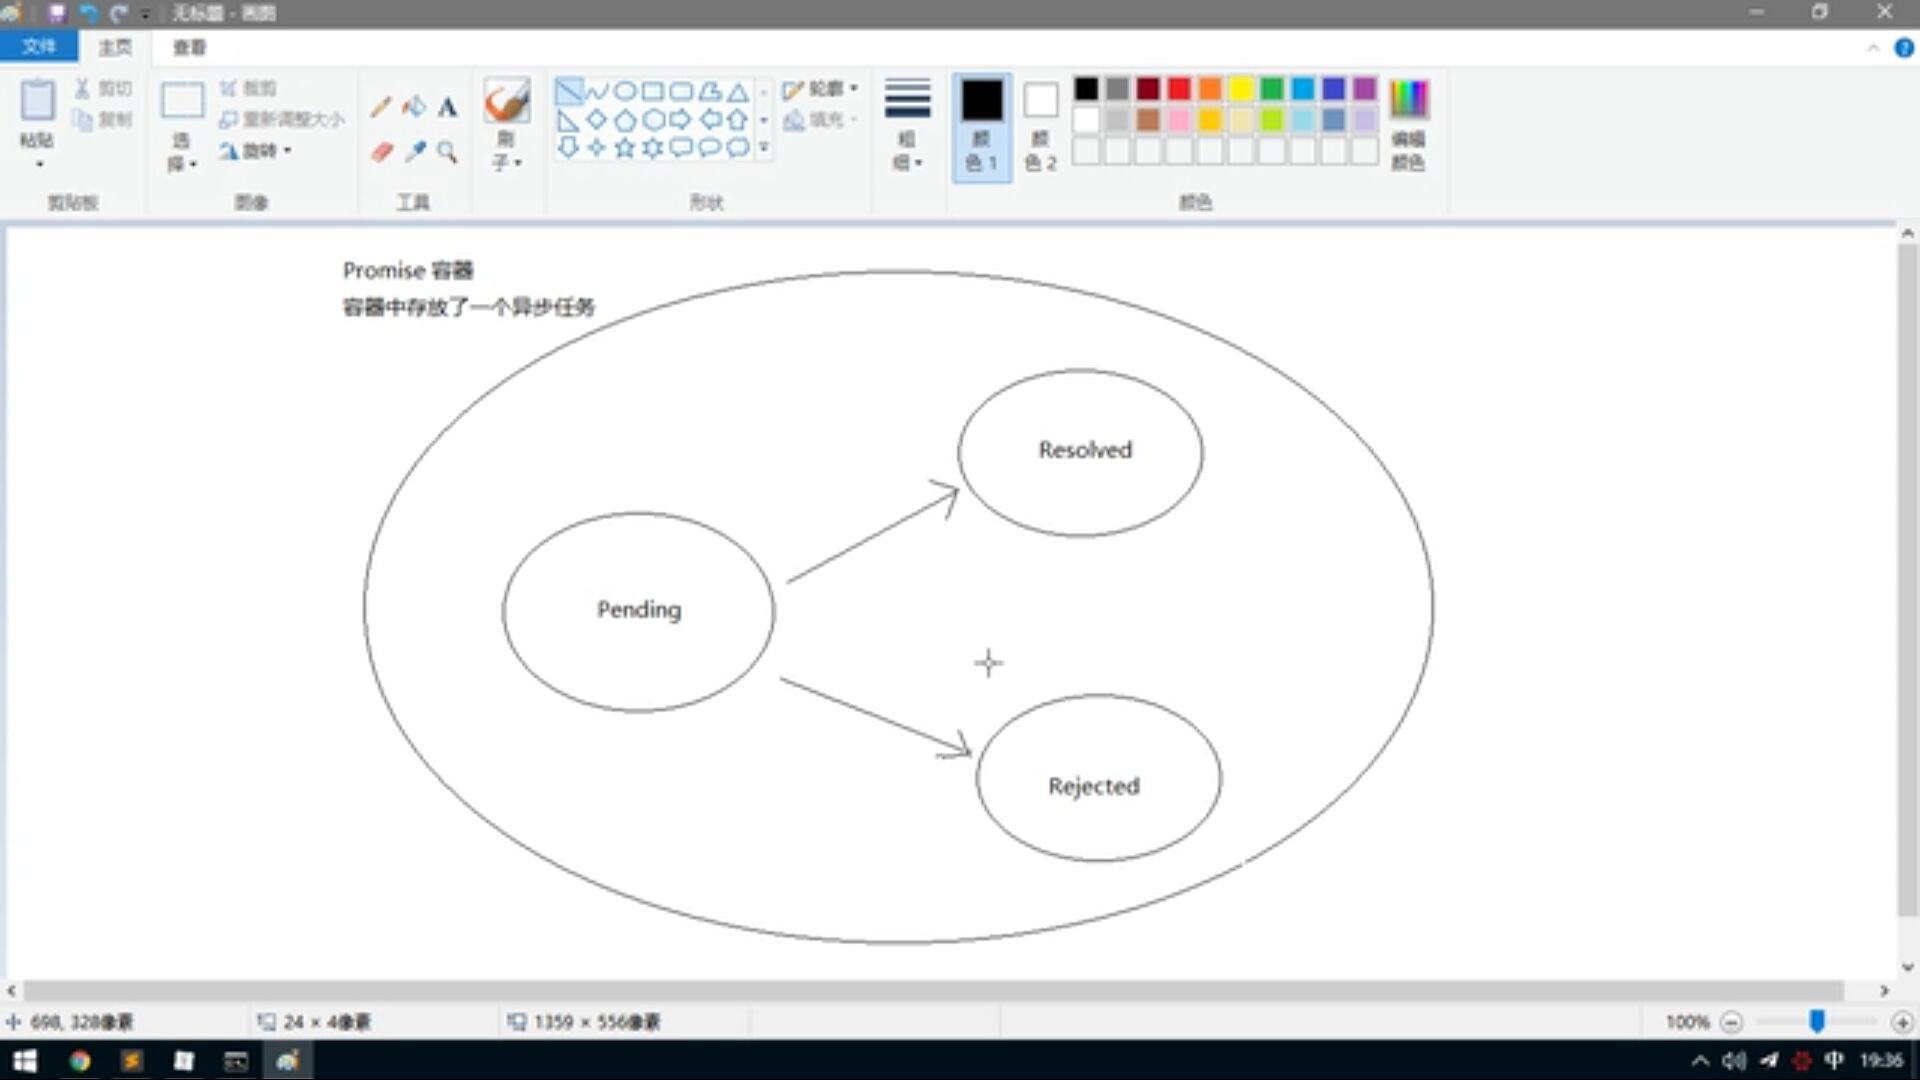 无标题 - 画图
文件 主页 查看
粘贴
剪切
复制
剪贴板
选择
裁剪
重新调整大小
旋转
图像
工具
刷子
形状
轮廓
填充
粗细
颜色 1
颜色 2
颜色
编辑颜色
Promise 容器
容器中存放了一个异步任务
Resolved
Pending
Rejected
698, 328像素
24 × 4像素
1359 × 556像素
100%
中
19:36